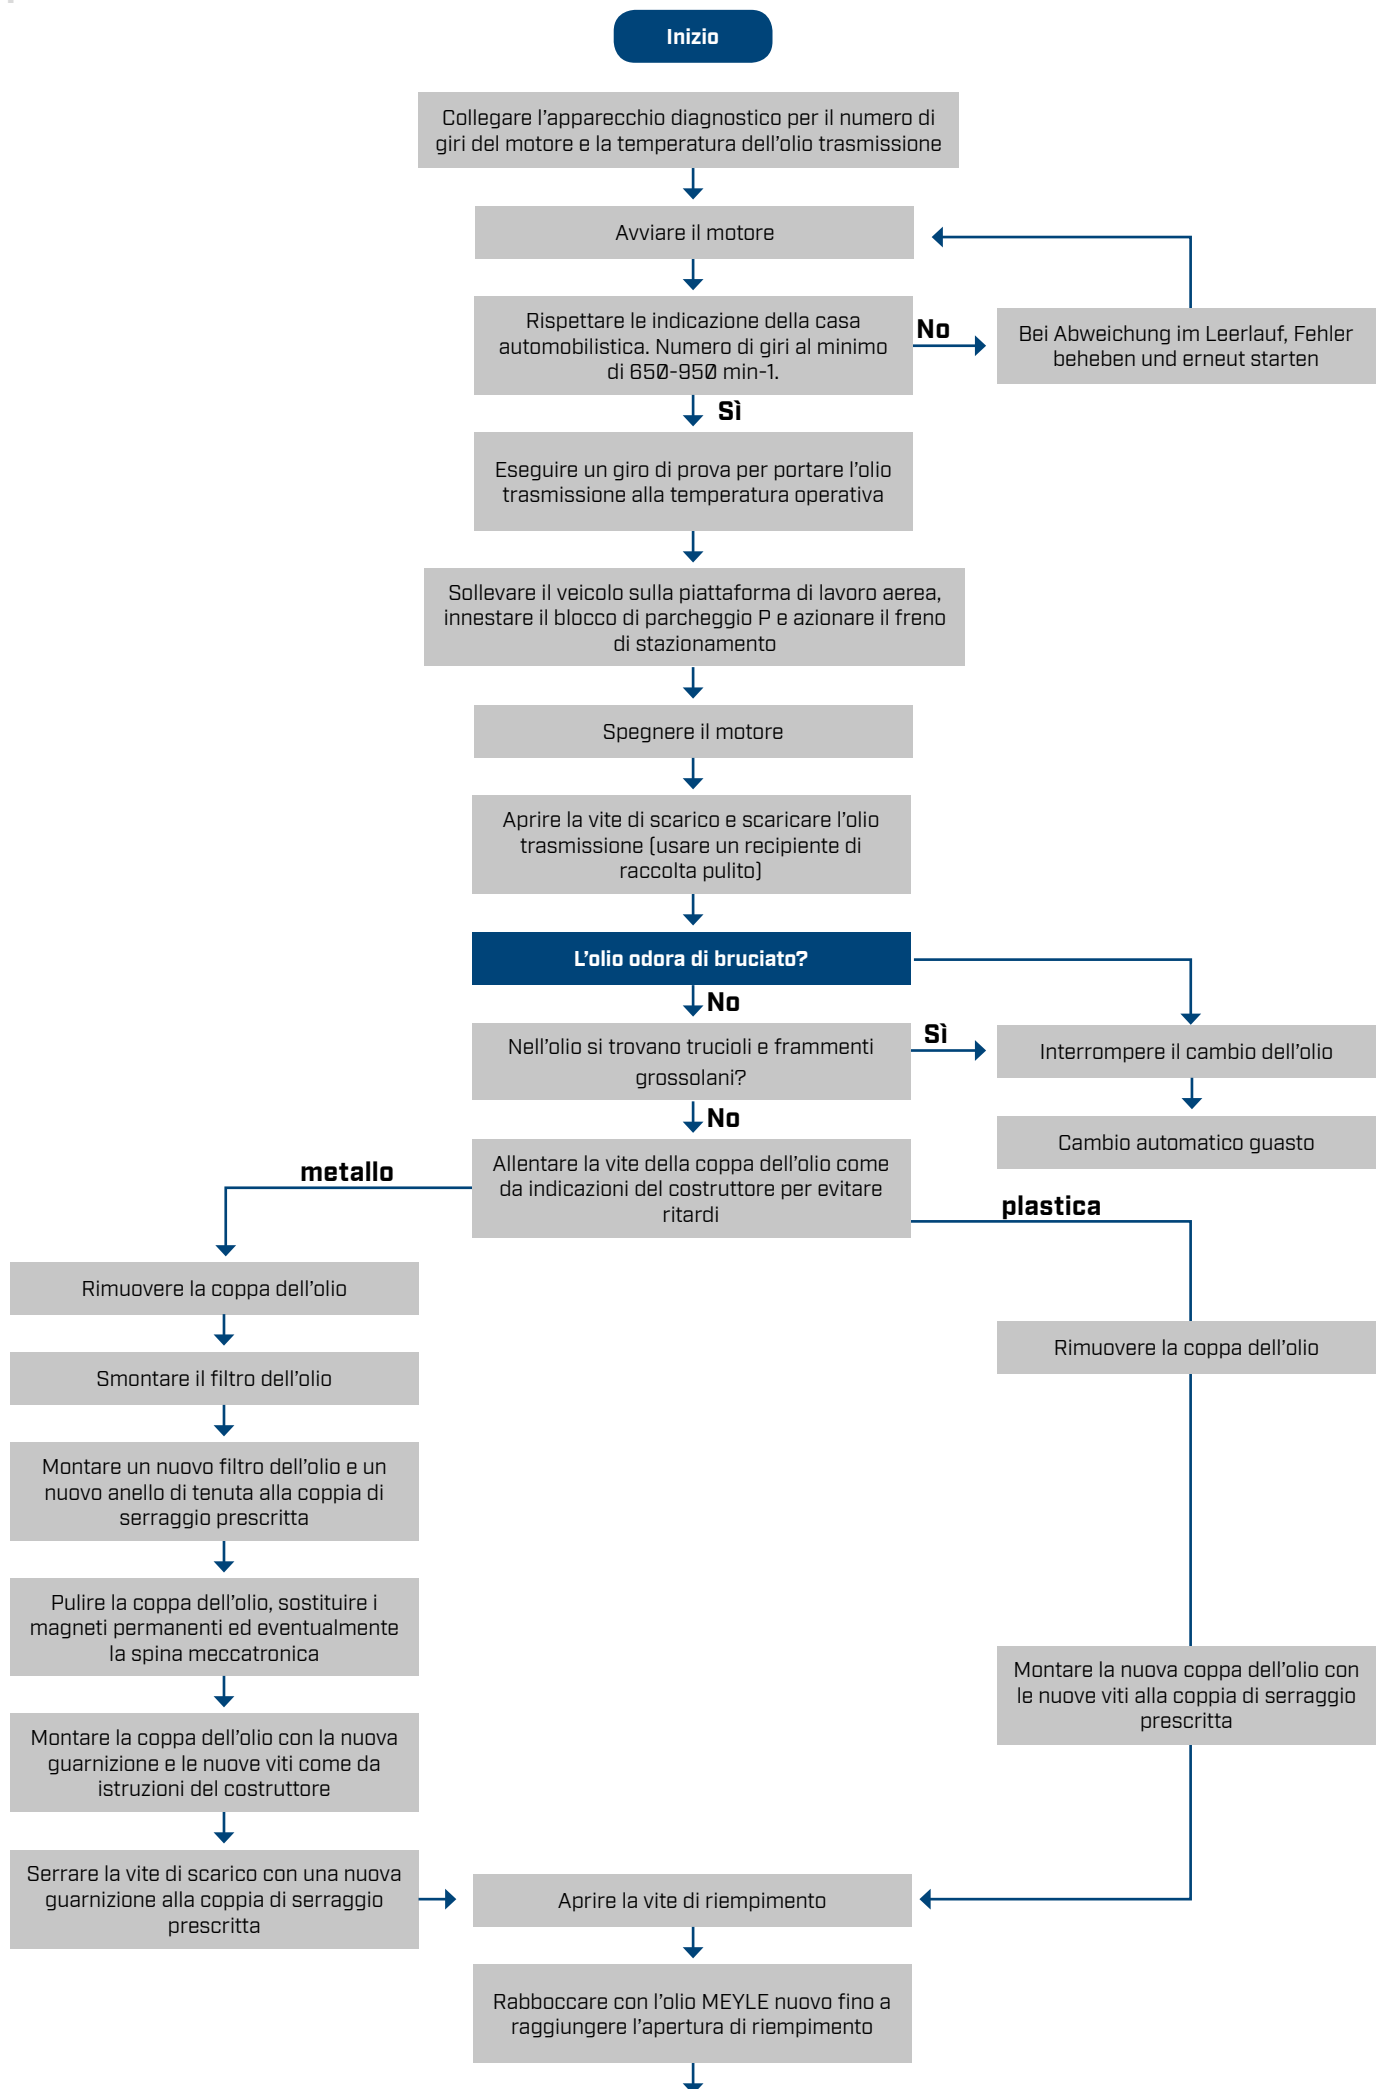 Inizio
Collegare l'apparecchio diagnostico per il numero di
giri del motore e la temperatura dell'olio trasmissione
Avviare il motore
Rispettare le indicazione della casa
automobilistica. Numero di giri al minimo
di 650-950 min-1.
No
Bei Abweichung im Leerlauf, Fehler
beheben und erneut starten
Sì
Eseguire un giro di prova per portare l'olio
trasmissione alla temperatura operativa
Sollevare il veicolo sulla piattaforma di lavoro aerea,
innestare il blocco di parcheggio P e azionare il freno
di stazionamento
Spegnere il motore
Aprire la vite di scarico e scaricare l'olio
trasmissione (usare un recipiente di
raccolta pulito)
L'olio odora di bruciato?
No
Nell'olio si trovano trucioli e frammenti
grossolani?
Sì
Interrompere il cambio dell'olio
Cambio automatico guasto
No
Allentare la vite della coppa dell'olio come
da indicazioni del costruttore per evitare
ritardi
metallo
plastica
Rimuovere la coppa dell'olio
Smontare il filtro dell'olio
Montare un nuovo filtro dell'olio e un
nuovo anello di tenuta alla coppia di
serraggio prescritta
Pulire la coppa dell'olio, sostituire i
magneti permanenti ed eventualmente
la spina meccatronica
Montare la coppa dell'olio con la nuova
guarnizione e le nuove viti come da
istruzioni del costruttore
Serrare la vite di scarico con una nuova
guarnizione alla coppia di serraggio
prescritta
Rimuovere la coppa dell'olio
Montare la nuova coppa dell'olio con
le nuove viti alla coppia di serraggio
prescritta
Aprire la vite di riempimento
Rabboccare con l'olio MEYLE nuovo fino a
raggiungere l'apertura di riempimento